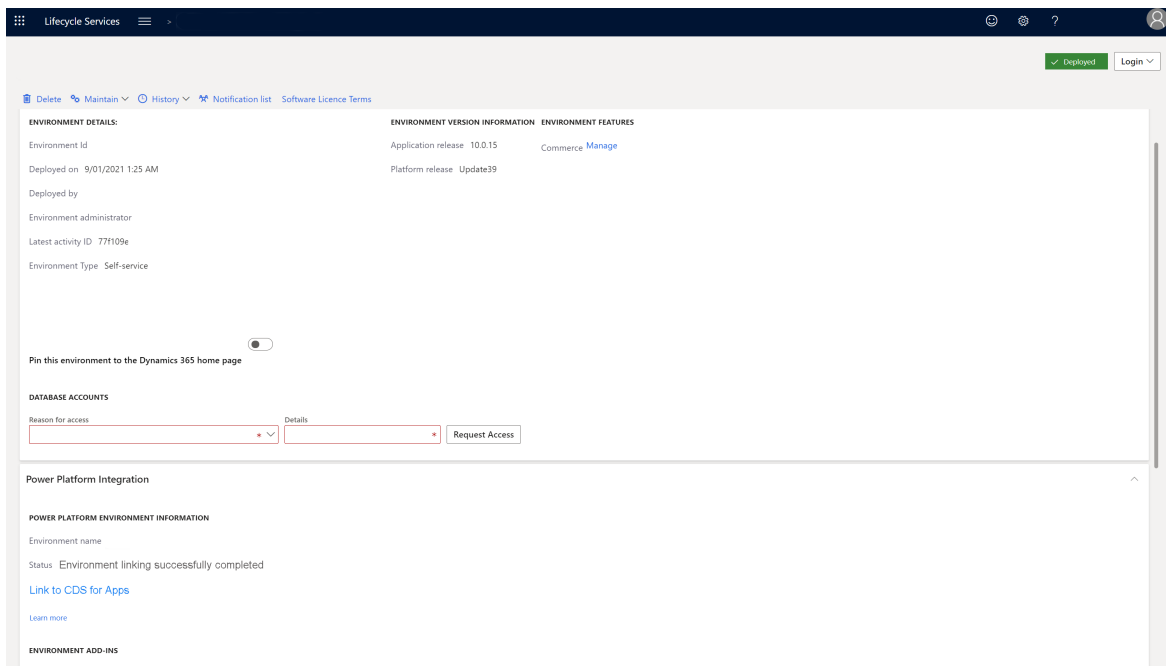 Lifecycle Services >
?
Deployed Login
Delete Maintain History Notification list Software Licence Terms
ENVIRONMENT DETAILS: ENVIRONMENT VERSION INFORMATION ENVIRONMENT FEATURES
Environment Id Application release 10.0.15 Commerce Manage
Deployed on 9/01/2021 1:25 AM Platform release Update39
Deployed by
Environment administrator
Latest activity ID 77f109e
Environment Type Self-service
Pin this environment to the Dynamics 365 home page
DATABASE ACCOUNTS
Reason for access Details
* * Request Access
Power Platform Integration
POWER PLATFORM ENVIRONMENT INFORMATION
Environment name
Status Environment linking successfully completed
Link to CDS for Apps
Learn more
ENVIRONMENT ADD-INS